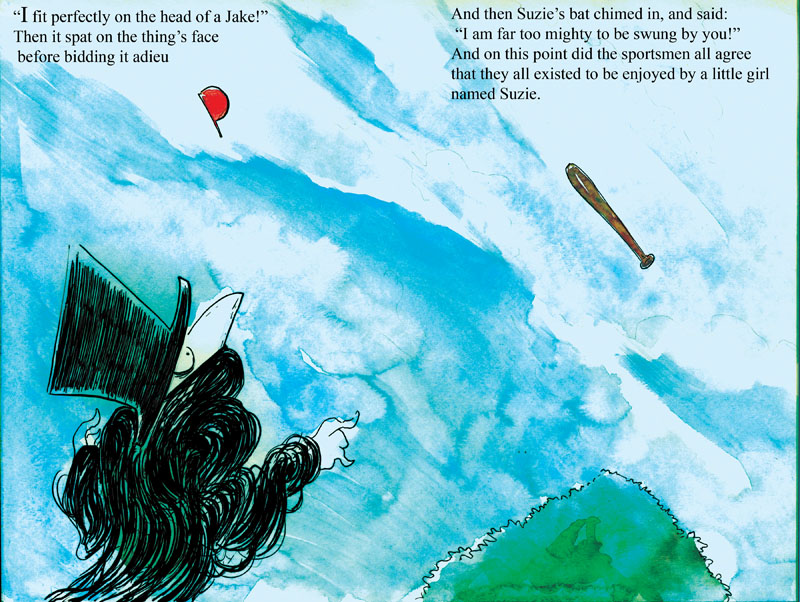 “I fit perfectly on the head of a Jake!”
Then it spat on the thing’s face
before bidding it adieu
And then Suzie’s bat chimed in, and said:
“I am far too mighty to be swung by you!”
And on this point did the sportsmen all agree
that they all existed to be enjoyed by a little girl
named Suzie.